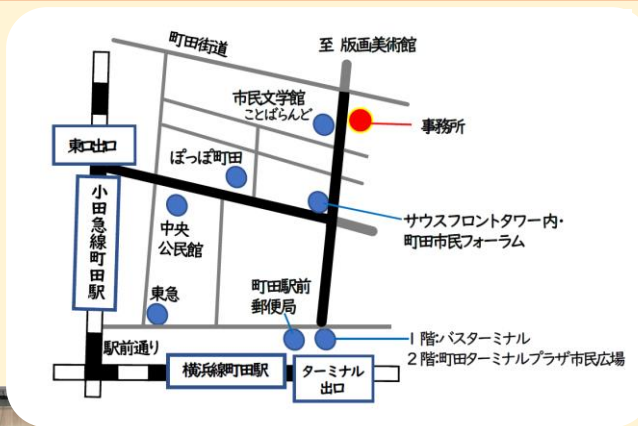 町田街道
至 版画美術館
市民文学館
ことばらんど
事務所
東口出口
ぽっぽ町田
小田急線町田駅
中央
公民館
サウスフロントタワー内・
町田市民フォーラム
東急
町田駅前
郵便局
駅前通り
1階:バスターミナル
2階:町田ターミナルプラザ市民広場
横浜線町田駅
ターミナル
出口